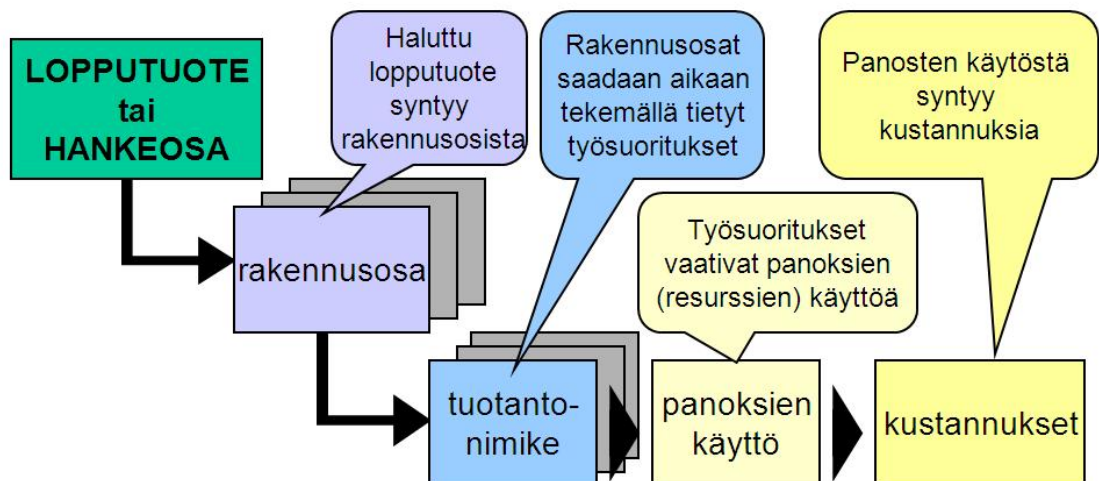 LOPPUTUOTE
tai
HANKEOSA
Haluttu
lopputuote
syntyy
rakennusosista
Rakennusosat
saadaan aikaan
tekemällä tietyt
työsuoritukset
Panosten käytöstä
syntyy
kustannuksia
rakennusosa
Työsuoritukset
vaativat panoksien
(resurssien) käyttöä
tuotanto-
nimike
panoksien
käyttö
kustannukset